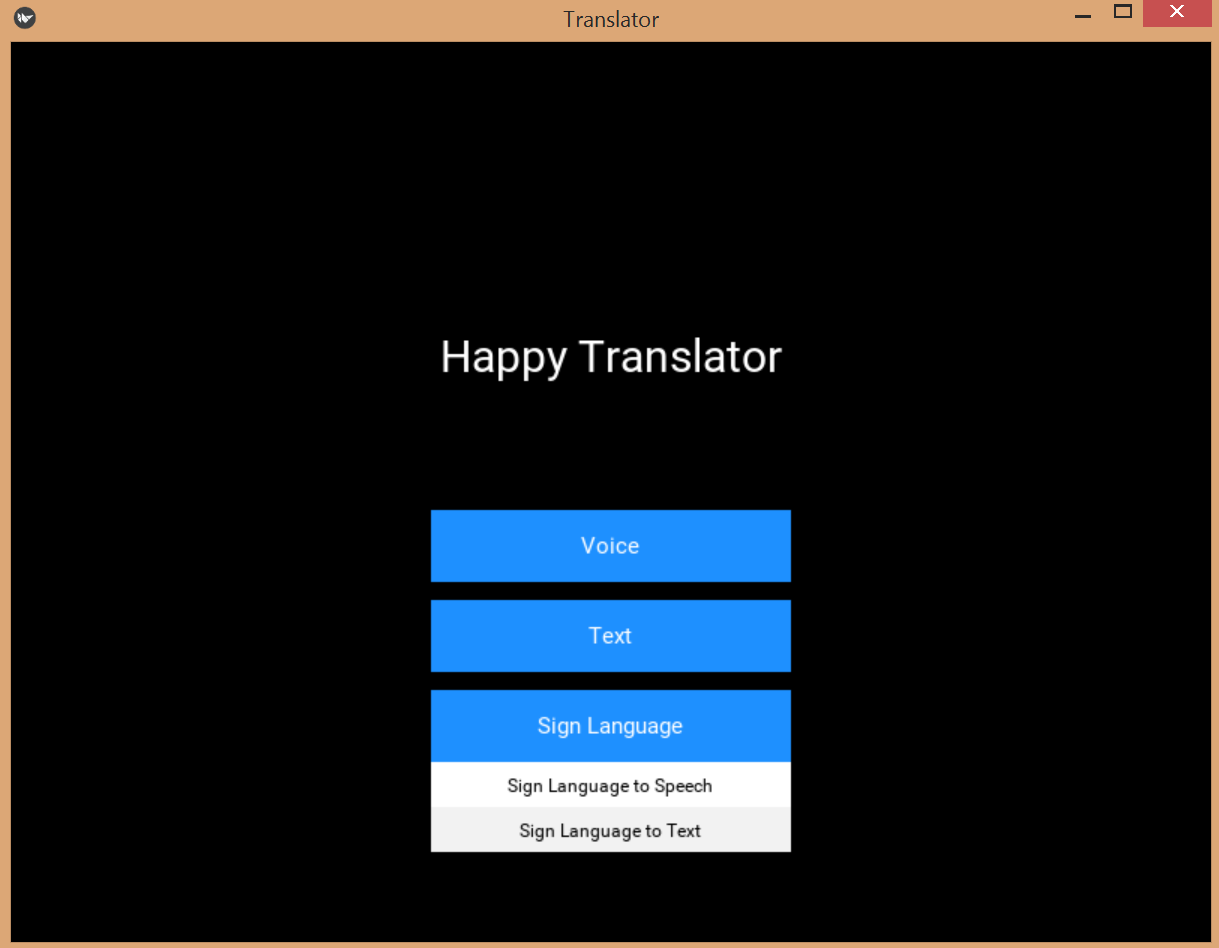 Translator
Happy Translator
Voice
Text
Sign Language
Sign Language to Speech
Sign Language to Text